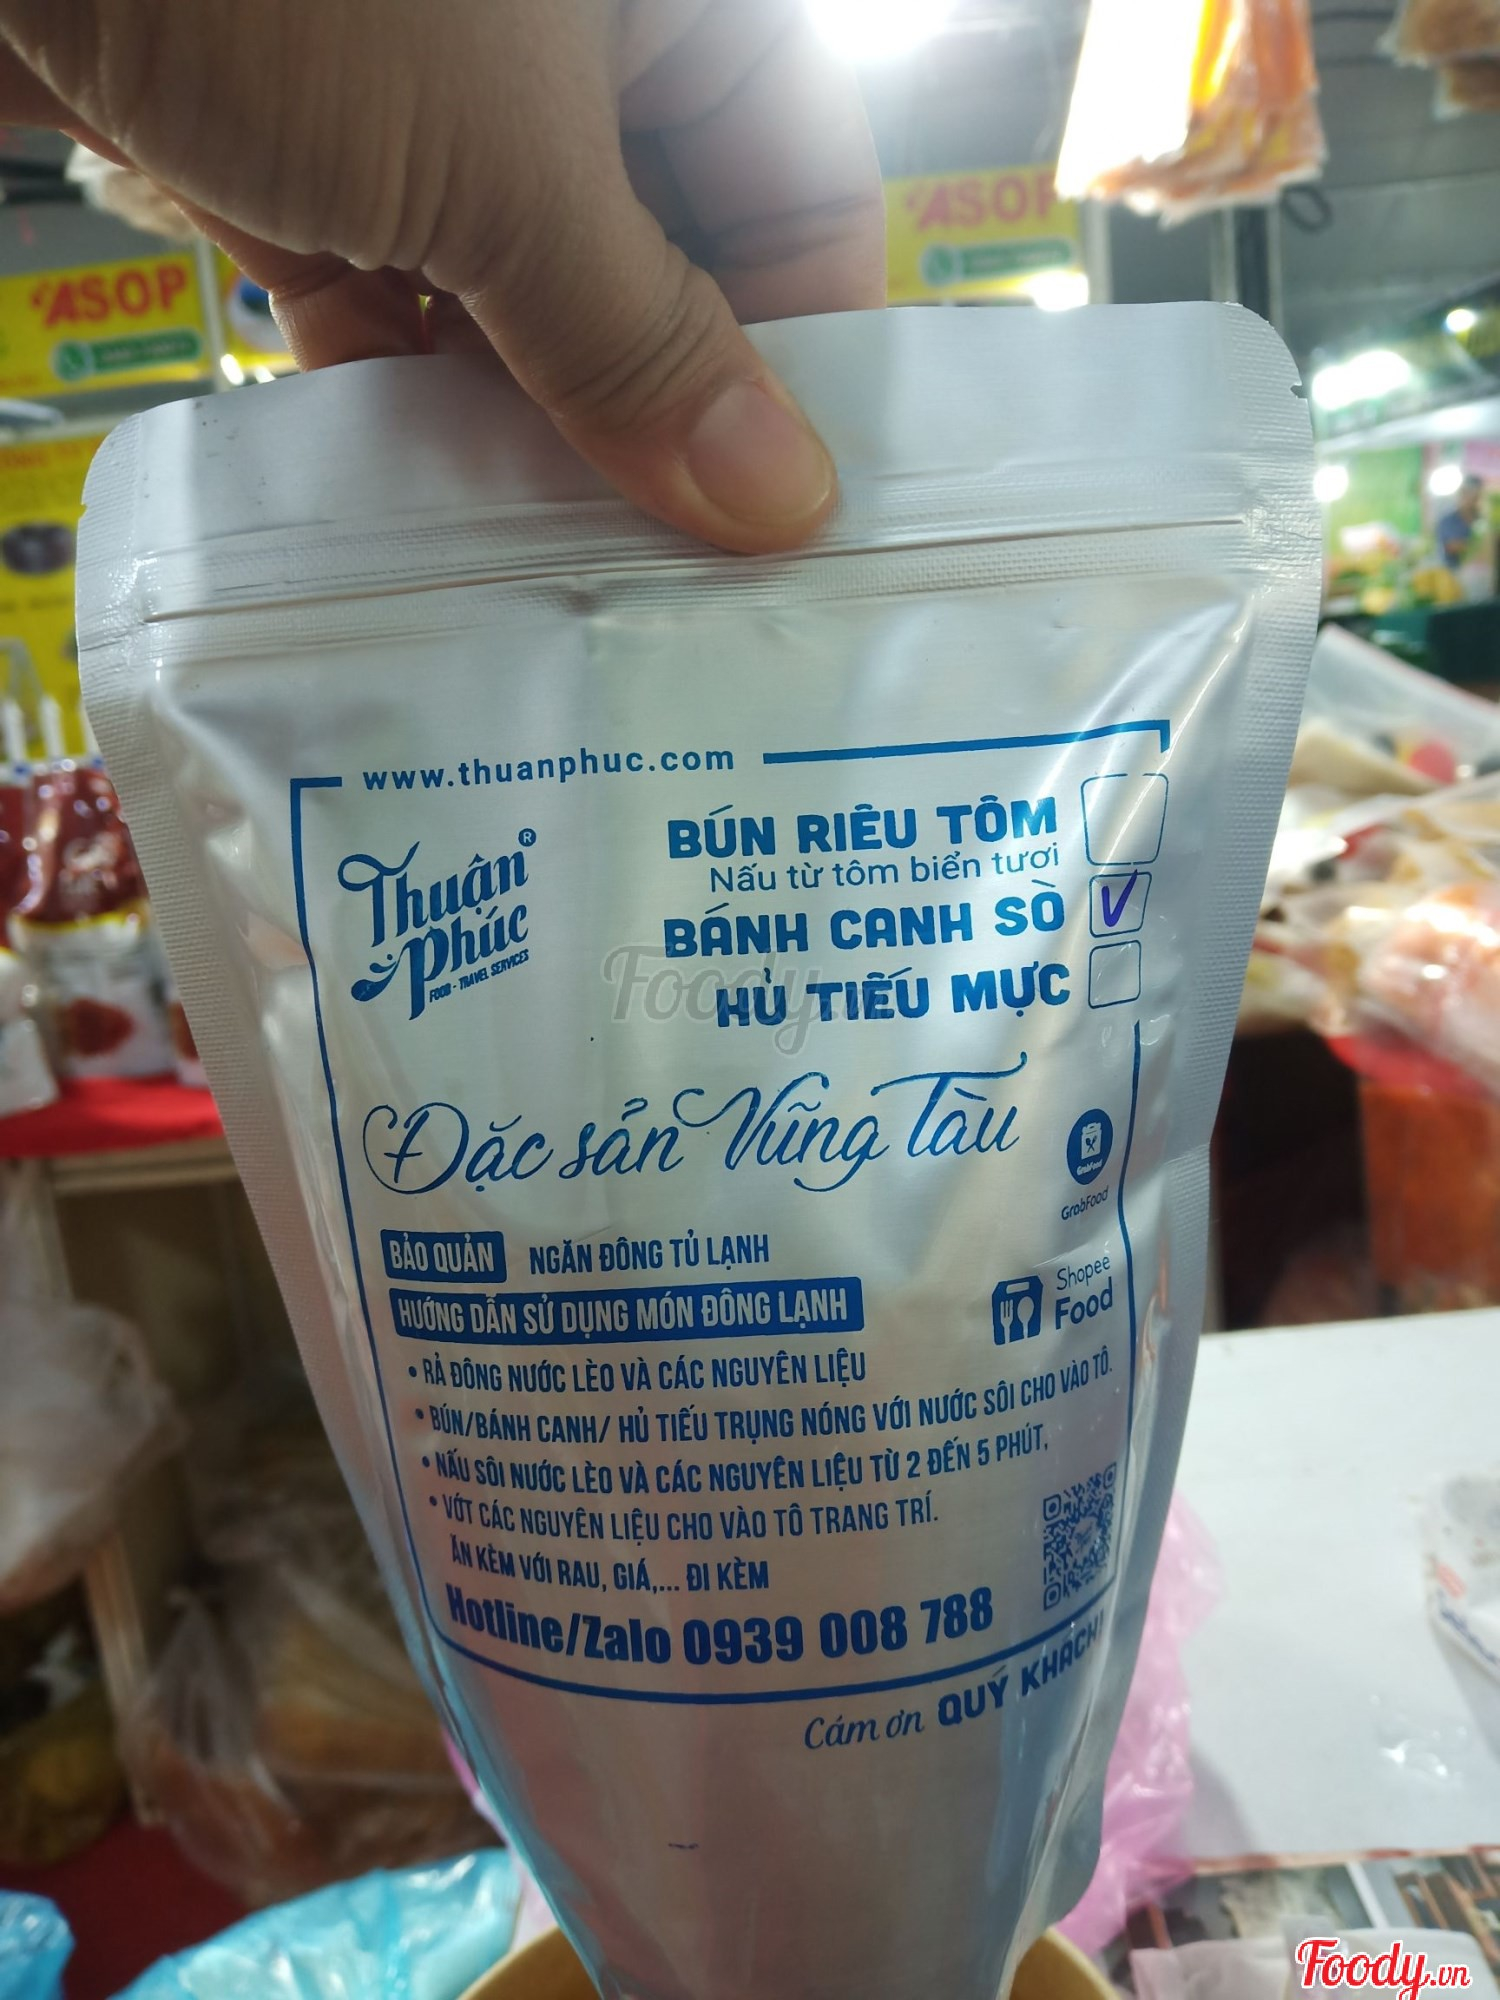 ASOP
ASOP
www.thuanphuc.com
Thuận Phúc ®
FOOD - TRAVEL SERVICES
BÚN RIÊU TÔM
Nấu từ tôm biển tươi
BÁNH CANH SÒ
HỦ TIẾU MỰC
Foody.vn
Đặc sản Vũng Tàu
GrabFood
GrabFood
BẢO QUẢN NGĂN ĐÔNG TỦ LẠNH
HƯỚNG DẪN SỬ DỤNG MÓN ĐÔNG LẠNH
Shopee
Food
• RẢ ĐÔNG NƯỚC LÈO VÀ CÁC NGUYÊN LIỆU
• BÚN/BÁNH CANH/ HỦ TIẾU TRỤNG NÓNG VỚI NƯỚC SÔI CHO VÀO TÔ.
• NẤU SÔI NƯỚC LÈO VÀ CÁC NGUYÊN LIỆU TỪ 2 ĐẾN 5 PHÚT,
• VỚT CÁC NGUYÊN LIỆU CHO VÀO TÔ TRANG TRÍ.
ĂN KÈM VỚI RAU, GIÁ,... ĐI KÈM
Hotline/Zalo 0939 008 788
Cám ơn QUÝ KHÁCH!
Foody.vn